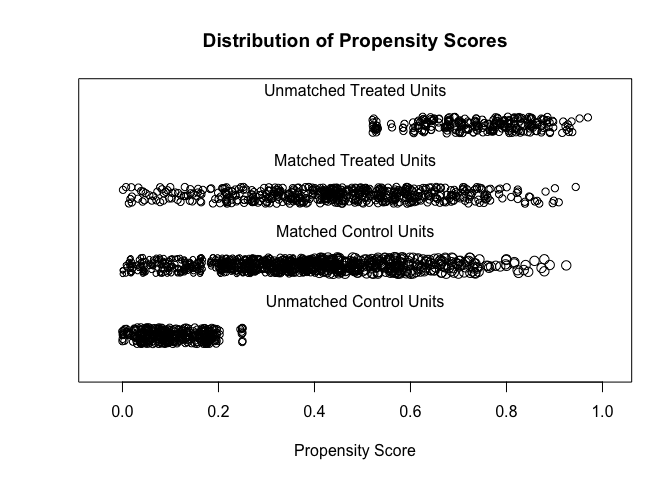 Distribution of Propensity Scores
Unmatched Treated Units
Matched Treated Units
Matched Control Units
Unmatched Control Units
0.0 0.2 0.4 0.6 0.8 1.0
Propensity Score